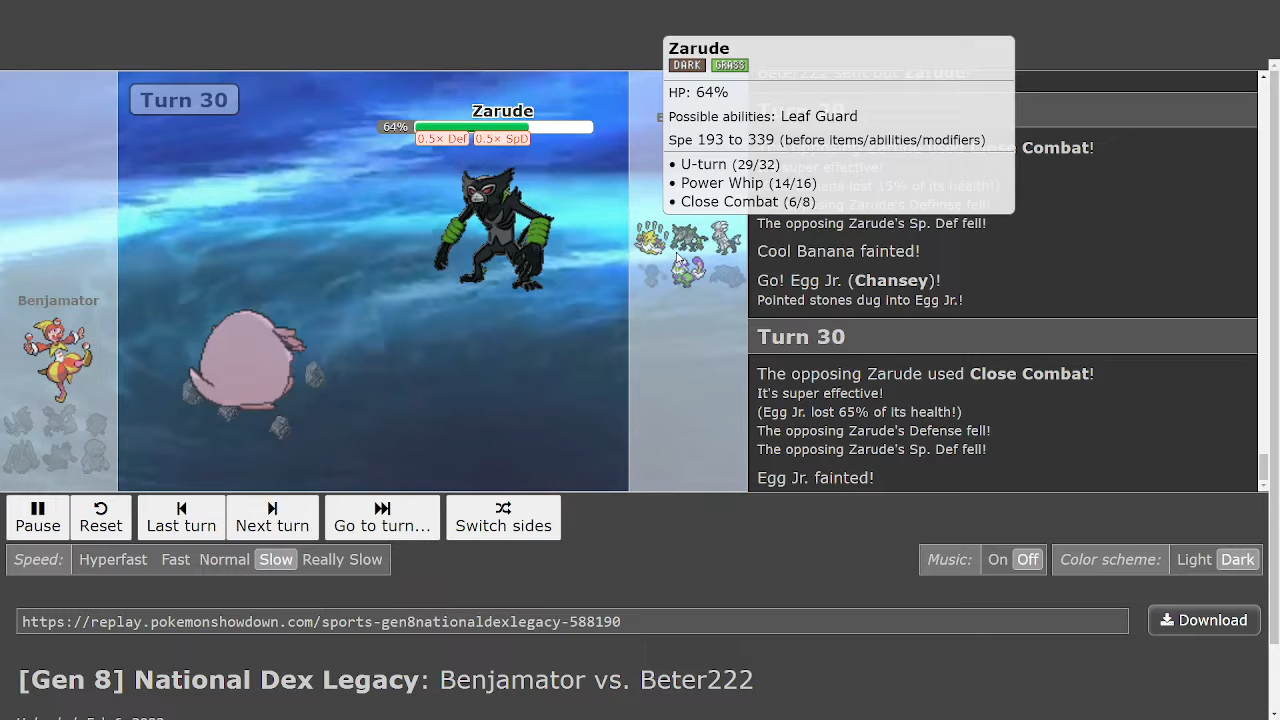 Zarude
DARK GRASS
HP: 64%
Possible abilities: Leaf Guard
Spe 193 to 339 (before items/abilities/modifiers)
• U-turn (29/32)
• Power Whip (14/16)
• Close Combat (6/8)
Turn 30
Zarude
64%
0.5× Def 0.5× SpD
Benjamator
Combat!
The opposing Zarude's Sp. Def fell!
Cool Banana fainted!
Go! Egg Jr. (Chansey)!
Pointed stones dug into Egg Jr.!
Turn 30
The opposing Zarude used Close Combat!
It's super effective!
(Egg Jr. lost 65% of its health!)
The opposing Zarude's Defense fell!
The opposing Zarude's Sp. Def fell!
Egg Jr. fainted!
Pause Reset Last turn Next turn Go to turn... Switch sides
Speed: Hyperfast Fast Normal Slow Really Slow
Music: On Off Color scheme: Light Dark
https://replay.pokemonshowdown.com/sports-gen8nationaldexlegacy-588190
Download
[Gen 8] National Dex Legacy: Benjamator vs. Beter222